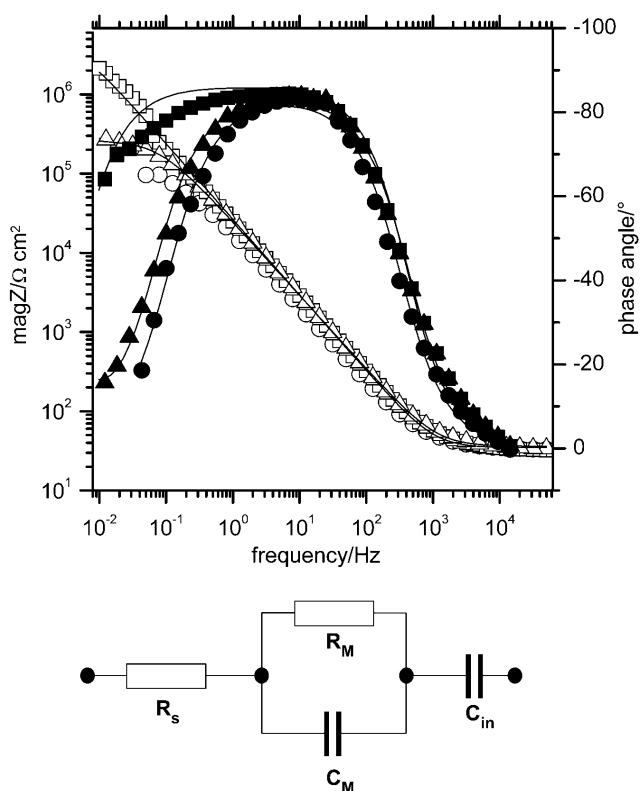 magZ/Ω cm²
10⁶
10⁵
10⁴
10³
10²
10¹
10⁻²
10⁻¹
10⁰
10¹
10²
10³
10⁴
frequency/Hz
-100
-80
-60
-40
-20
0
phase angle/°
R_M
R_s
C_in
C_M